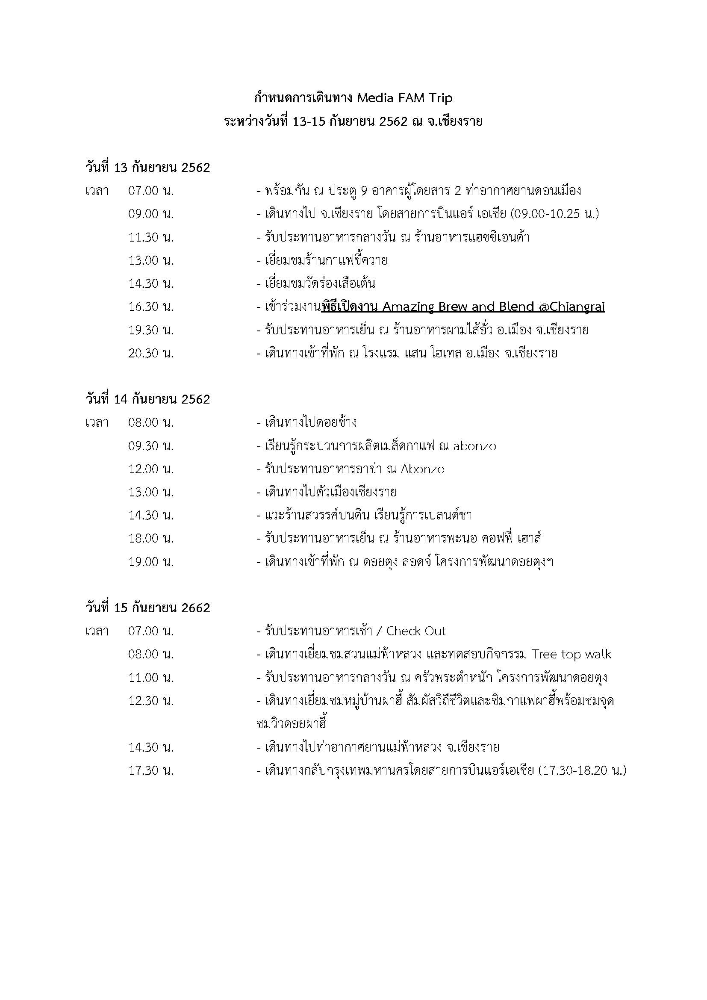 กำหนดการเดินทาง Media FAM Trip
ระหว่างวันที่ 13-15 กันยายน 2562 ณ จ.เชียงราย
วันที่ 13 กันยายน 2562
เวลา 07.00 น. - พร้อมกัน ณ ประตู 9 อาคารผู้โดยสาร 2 ท่าอากาศยานดอนเมือง
09.00 น. - เดินทางไป จ.เชียงราย โดยสายการบินแอร์ เอเชีย (09.00-10.25 น.)
11.30 น. - รับประทานอาหารกลางวัน ณ ร้านอาหารแฮซซิเอนด้า
13.00 น. - เยี่ยมชมร้านกาแฟขี้ควาย
14.30 น. - เยี่ยมชมวัดร่องเสือเต้น
16.30 น. - เข้าร่วมงานพิธีเปิดงาน Amazing Brew and Blend @Chiangrai
19.30 น. - รับประทานอาหารเย็น ณ ร้านอาหารผามไส้อั่ว อ.เมือง จ.เชียงราย
20.30 น. - เดินทางเข้าที่พัก ณ โรงแรม แสน โฮเทล อ.เมือง จ.เชียงราย
วันที่ 14 กันยายน 2562
เวลา 08.00 น. - เดินทางไปดอยช้าง
09.30 น. - เรียนรู้กระบวนการผลิตเมล็ดกาแฟ ณ abonzo
12.00 น. - รับประทานอาหารอาข่า ณ Abonzo
13.00 น. - เดินทางไปตัวเมืองเชียงราย
14.30 น. - แวะร้านสวรรค์บนดิน เรียนรู้การเบลนด์ชา
18.00 น. - รับประทานอาหารเย็น ณ ร้านอาหารพะนอ คอฟฟี่ เฮาส์
19.00 น. - เดินทางเข้าที่พัก ณ ดอยตุง ลอดจ์ โครงการพัฒนาดอยตุงฯ
วันที่ 15 กันยายน 2662
เวลา 07.00 น. - รับประทานอาหารเช้า / Check Out
08.00 น. - เดินทางเยี่ยมชมสวนแม่ฟ้าหลวง และทดสอบกิจกรรม Tree top walk
11.00 น. - รับประทานอาหารกลางวัน ณ ครัวพระตำหนัก โครงการพัฒนาดอยตุง
12.30 น. - เดินทางเยี่ยมชมหมู่บ้านผาฮี้ สัมผัสวิถีชีวิตและชิมกาแฟผาฮี้พร้อมชมจุด
ชมวิวดอยผาฮี้
14.30 น. - เดินทางไปท่าอากาศยานแม่ฟ้าหลวง จ.เชียงราย
17.30 น. - เดินทางกลับกรุงเทพมหานครโดยสายการบินแอร์เอเชีย (17.30-18.20 น.)